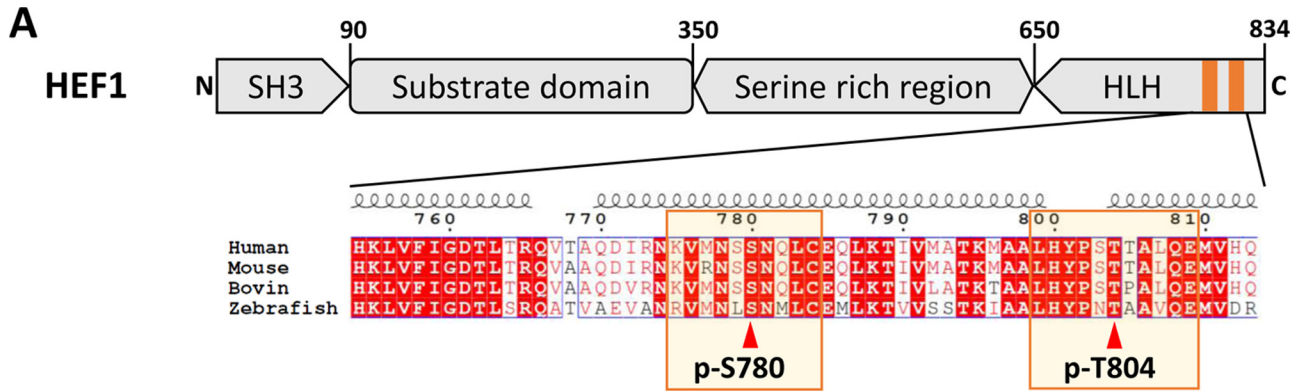 A
90 350 650 834
HEF1 N SH3 Substrate domain Serine rich region HLH C
760 770 780 790 800 810
Human HKLVFIGDTLTRQVTAQDIRNKVMNSSNQLCEQLKTIVMATKMAALHYPSTTALQEMVHQ
Mouse HKLVFIGDTLTRQVAAQDIRNKVRNSSNQLCEQLKTIVMATKMAALHYPSTTALQEMVHQ
Bovin HKLVFIGDTLTRQVAAQDVRNKVMNSSNQLCEQLKTIVLATKTAALHYPSTPALQEMVHQ
Zebrafish HKLVFIGDTLSRQATVAEVANRVMNLSNMLCEMLKTVVSSTKIAALHYPNTAAVQEMVDR
p-S780 p-T804